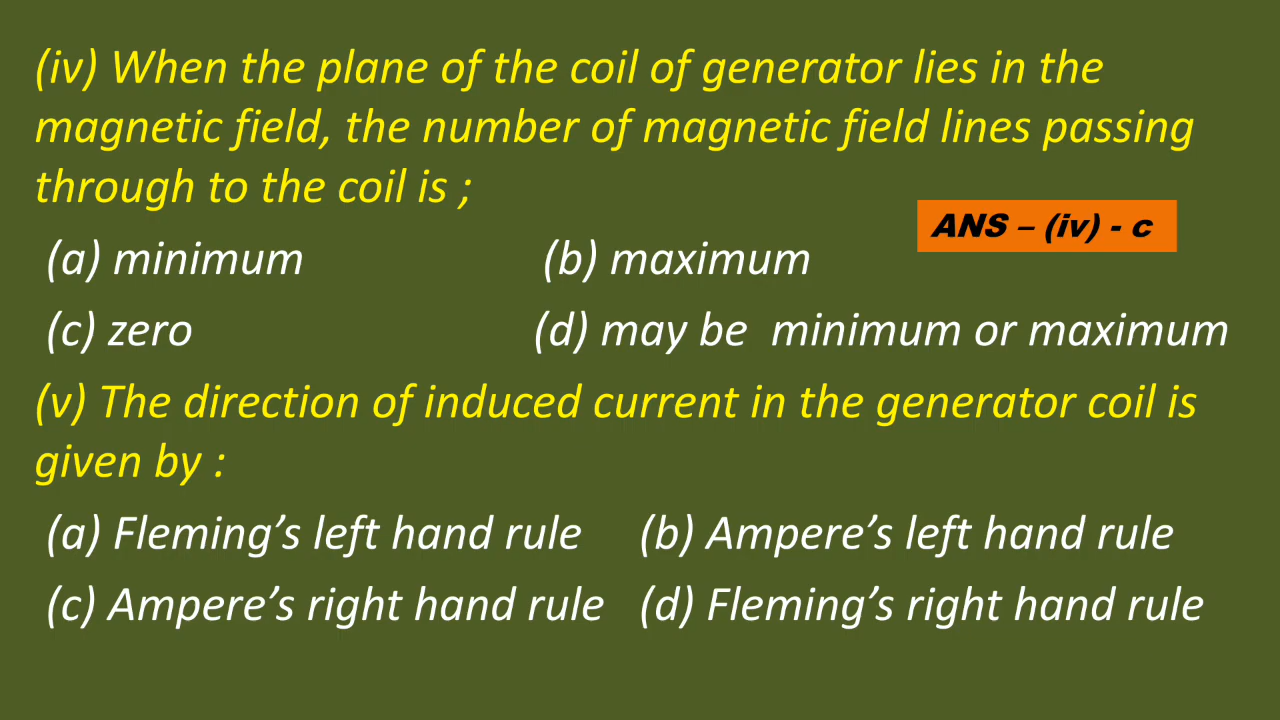 (iv) When the plane of the coil of generator lies in the
magnetic field, the number of magnetic field lines passing
through to the coil is ;
ANS – (iv) - c
(a) minimum (b) maximum
(c) zero (d) may be minimum or maximum
(v) The direction of induced current in the generator coil is
given by :
(a) Fleming’s left hand rule (b) Ampere’s left hand rule
(c) Ampere’s right hand rule (d) Fleming’s right hand rule